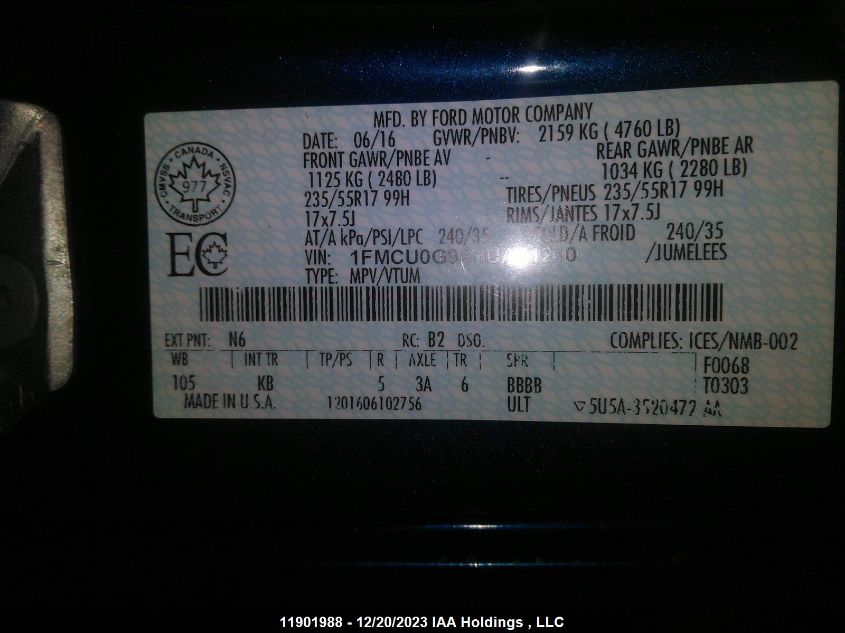 MFD. BY FORD MOTOR COMPANY
DATE: 06/16 GVWR/PNBV: 2159 KG ( 4760 LB)
FRONT GAWR/PNBE AV - REAR GAWR/PNBE AR
1125 KG ( 2480 LB) -- 1034 KG ( 2280 LB)
235/55R17 99H TIRES/PNEUS 235/55R17 99H
17x7.5J RIMS/JANTES 17x7.5J
AT/A kPa/PSI/LPC 240/35 COLD/A FROID 240/35
VIN: /JUMELEES
TYPE: MPV/VTUM
CMVSS · CANADA · NSVAC
977
TRANSPORT
EC
EXT PNT: N6 RC: B2 DSO: COMPLIES: ICES/NMB-002
WB INT TR TP/PS R AXLE TR SPR F0068
105 KB 5 3A 6 BBBB T0303
MADE IN U.S.A. 1201606102756 ULT 5U5A-3520472 AA
11901988 - 12/20/2023 IAA Holdings , LLC